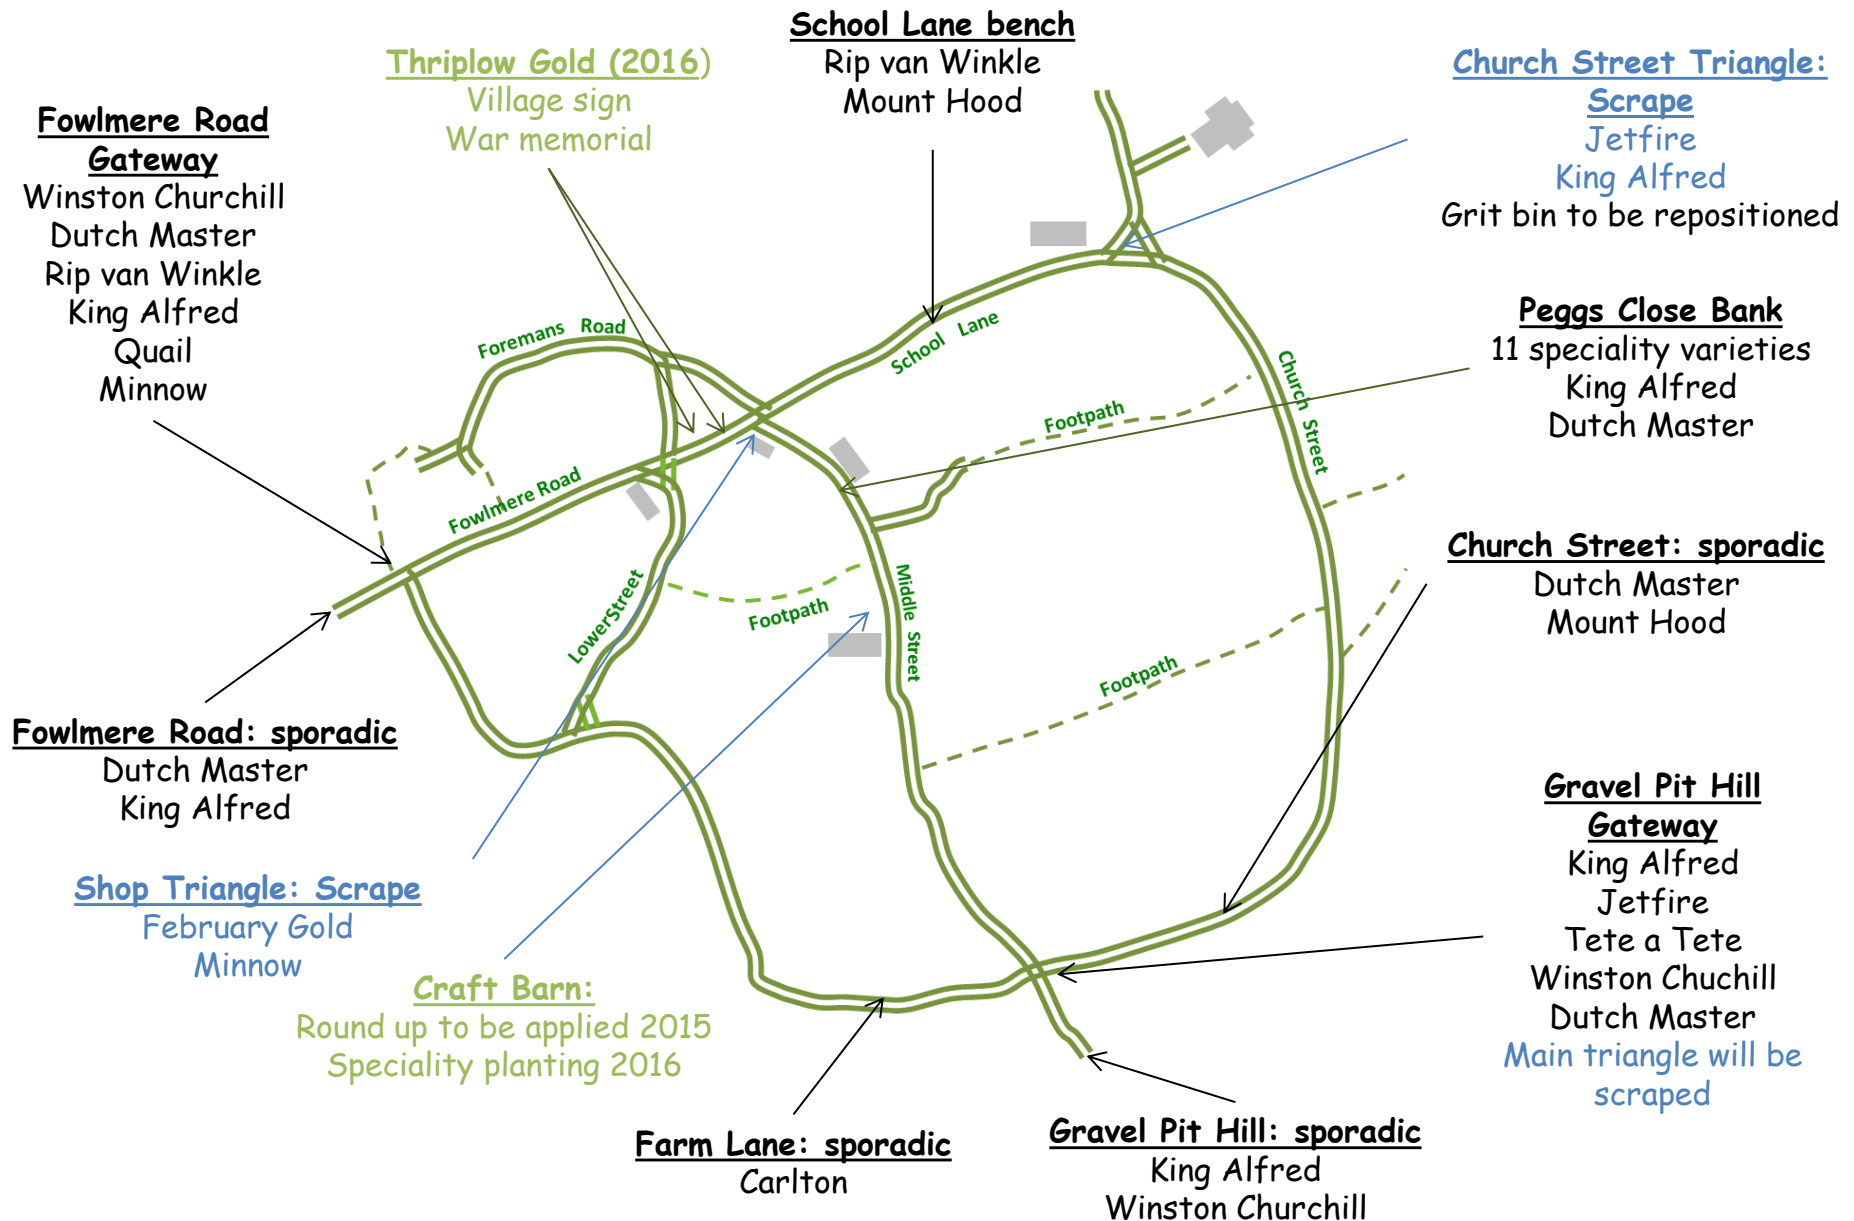 School Lane bench
Rip van Winkle
Mount Hood
Thriplow Gold (2016)
Village sign
War memorial
Church Street Triangle:
Scrape
Jetfire
King Alfred
Grit bin to be repositioned
Fowlmere Road
Gateway
Winston Churchill
Dutch Master
Rip van Winkle
King Alfred
Quail
Minnow
Peggs Close Bank
11 speciality varieties
King Alfred
Dutch Master
Foremans Road
School Lane
Church Street
Footpath
Fowlmere Road
LowerStreet
Footpath
Middle Street
Footpath
Church Street: sporadic
Dutch Master
Mount Hood
Fowlmere Road: sporadic
Dutch Master
King Alfred
Gravel Pit Hill
Gateway
King Alfred
Jetfire
Tete a Tete
Winston Chuchill
Dutch Master
Main triangle will be
scraped
Shop Triangle: Scrape
February Gold
Minnow
Craft Barn:
Round up to be applied 2015
Speciality planting 2016
Farm Lane: sporadic
Carlton
Gravel Pit Hill: sporadic
King Alfred
Winston Churchill